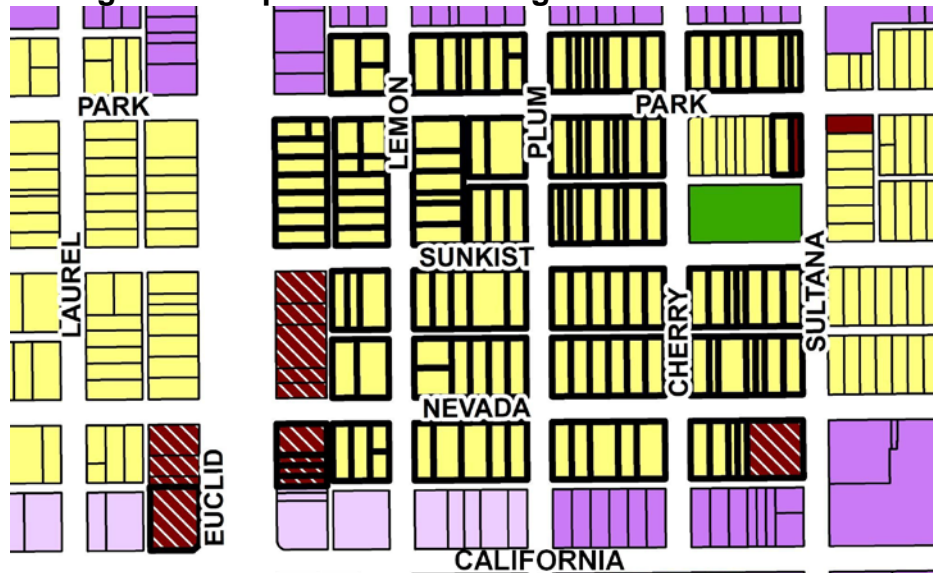 PARK
PARK
LEMON
PLUM
SUNKIST
LAUREL
SULTANA
CHERRY
NEVADA
EUCLID
CALIFORNIA